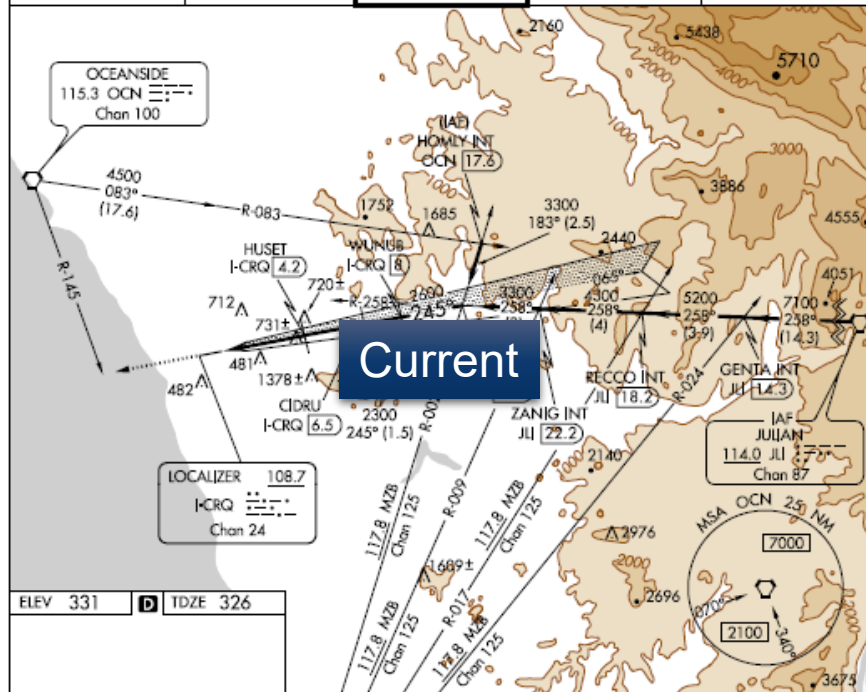 2160
5438
5710
OCEANSIDE
115.3 OCN
Chan 100
(IAF)
HOMLY INT
OCN 17.6
3000
4000
3000
1000
1000
4500
083°
(17.6)
R-083
1752
1685
3300
183° (2.5)
3886
4555
2440
HUSET
I-CRQ 4.2
WUNUB
I-CRQ 8
R-145
712
720±
R-258
2600
245°
3300
258°
065°
4300
258°
(4)
5200
258°
(3.9)
4051
7100
258°
(14.3)
731±
481
482
1378±
Current
RECCO INT
JLI 18.2
GENTA INT
JLI 14.3
R-024
CIDRU
I-CRQ 6.5
2300
245° (1.5)
ZANIG INT
JLI 22.2
IAF
JULIAN
114.0 JLI
Chan 87
LOCALIZER 108.7
I-CRQ
Chan 24
2140
1000
R-009
117.8 MZB
Chan 125
117.8 MZB
Chan 125
2976
2000
MSA OCN 25 NM
7000
070°
2100
340°
1689±
R-017
2696
117.8 MZB
Chan 125
117.8 MZB
Chan 125
3675
ELEV 331
D TDZE 326